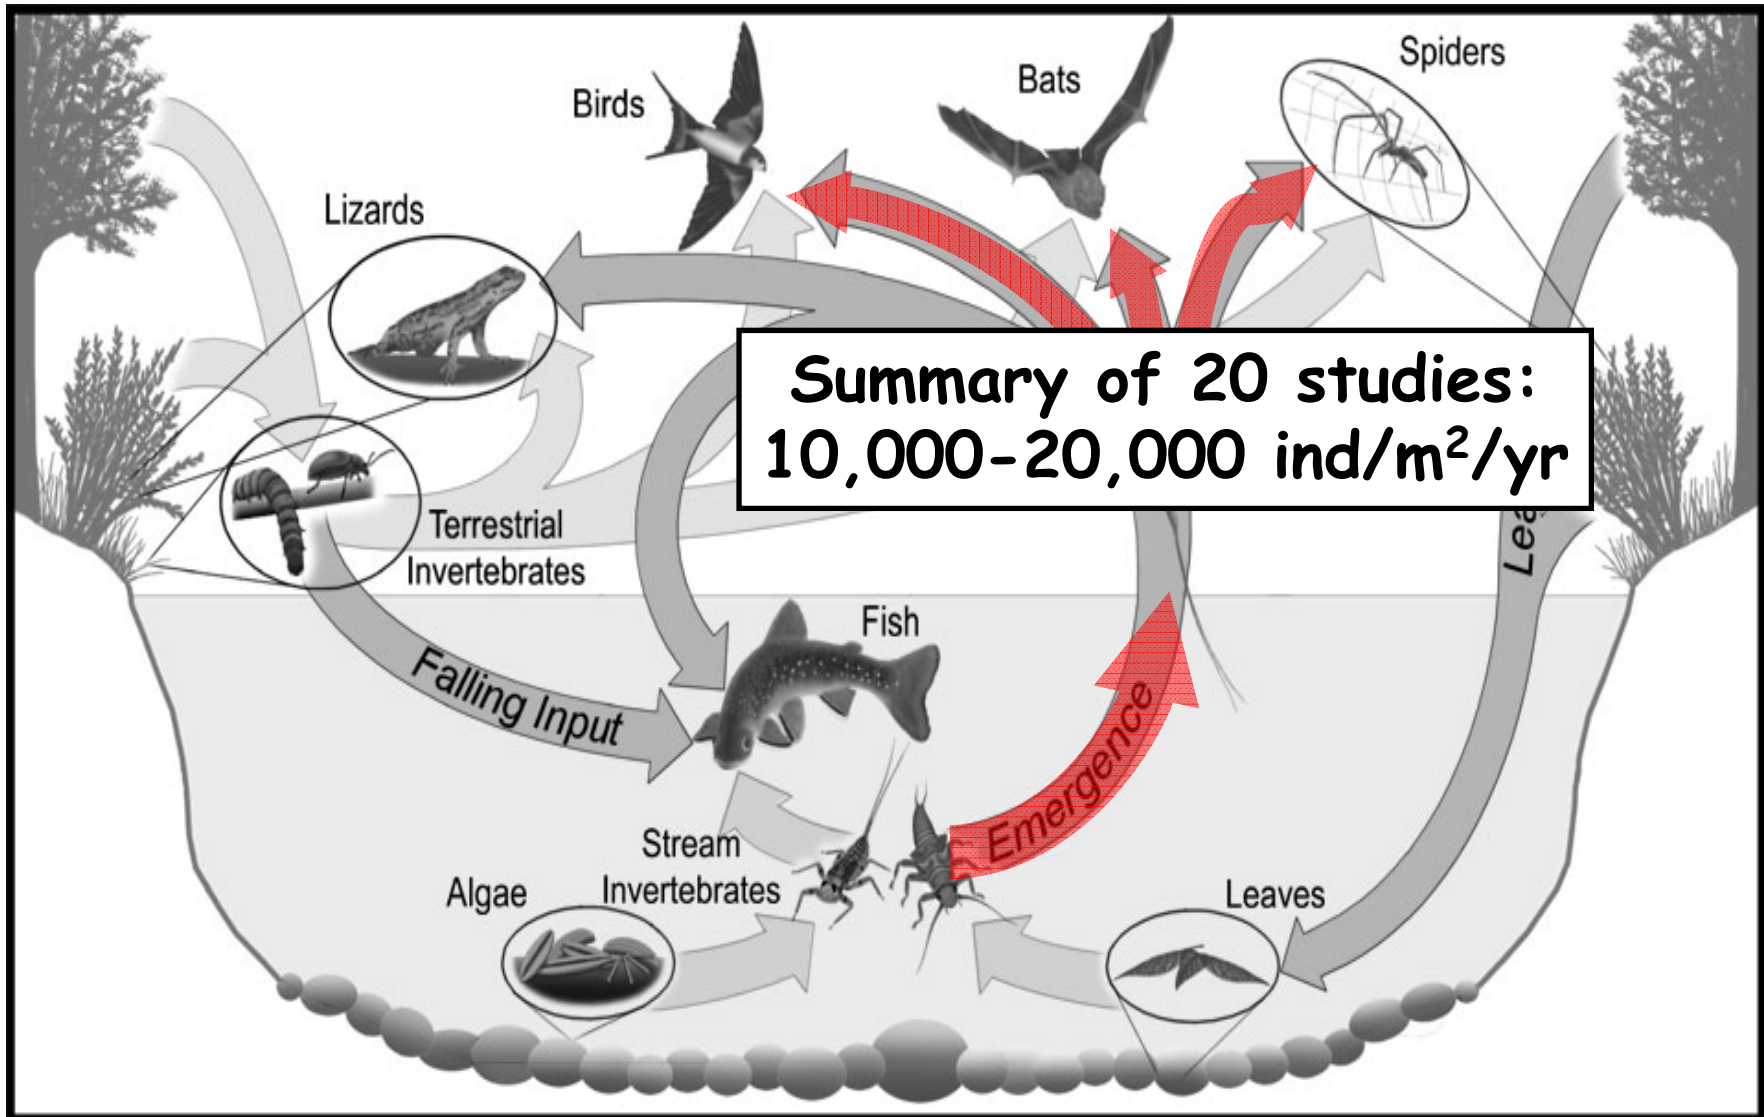 Spiders
Bats
Birds
Lizards
Summary of 20 studies:
10,000-20,000 ind/m²/yr
Terrestrial
Invertebrates
Fish
Falling Input
Emergence
Stream
Invertebrates
Algae
Leaves